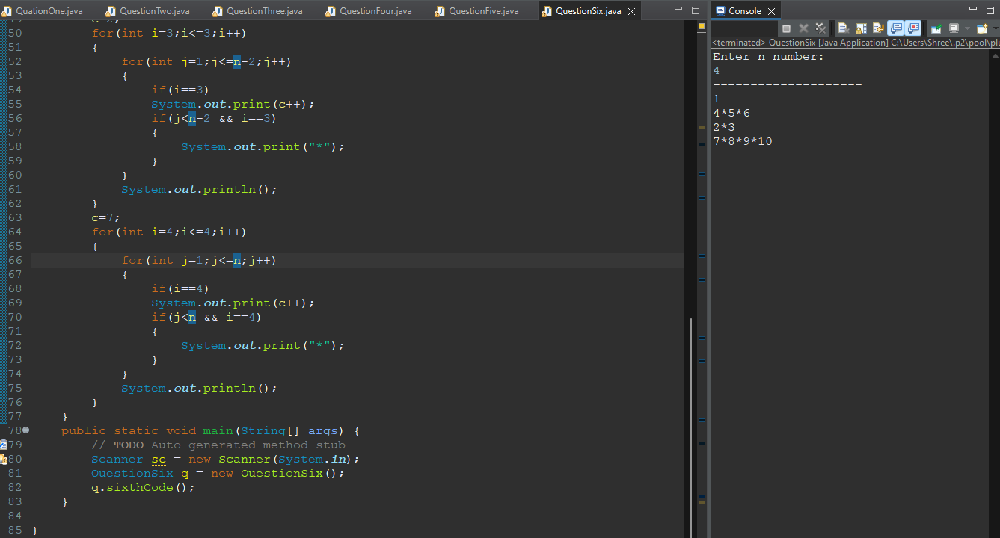 QuationOne.java QuestionTwo.java QuestionThree.java QuestionFour.java QuestionFive.java QuestionSix.java
50 for(int i=3;i<=3;i++)
51 {
52 for(int j=1;j<=n-2;j++)
53 {
54 if(i==3)
55 System.out.print(c++);
56 if(j<n-2 && i==3)
57 {
58 System.out.print("*");
59 }
60 }
61 System.out.println();
62 }
63 c=7;
64 for(int i=4;i<=4;i++)
65 {
66 for(int j=1;j<=n;j++)
67 {
68 if(i==4)
69 System.out.print(c++);
70 if(j<n && i==4)
71 {
72 System.out.print("*");
73 }
74 }
75 System.out.println();
76 }
77 }
78 public static void main(String[] args) {
79 // TODO Auto-generated method stub
80 Scanner sc = new Scanner(System.in);
81 QuestionSix q = new QuestionSix();
82 q.sixthCode();
83 }
84
85 }
Console
<terminated> QuestionSix [Java Application] C:\Users\Shree\.p2\pool\plu
Enter n number:
4
--------------------
1
4*5*6
2*3
7*8*9*10